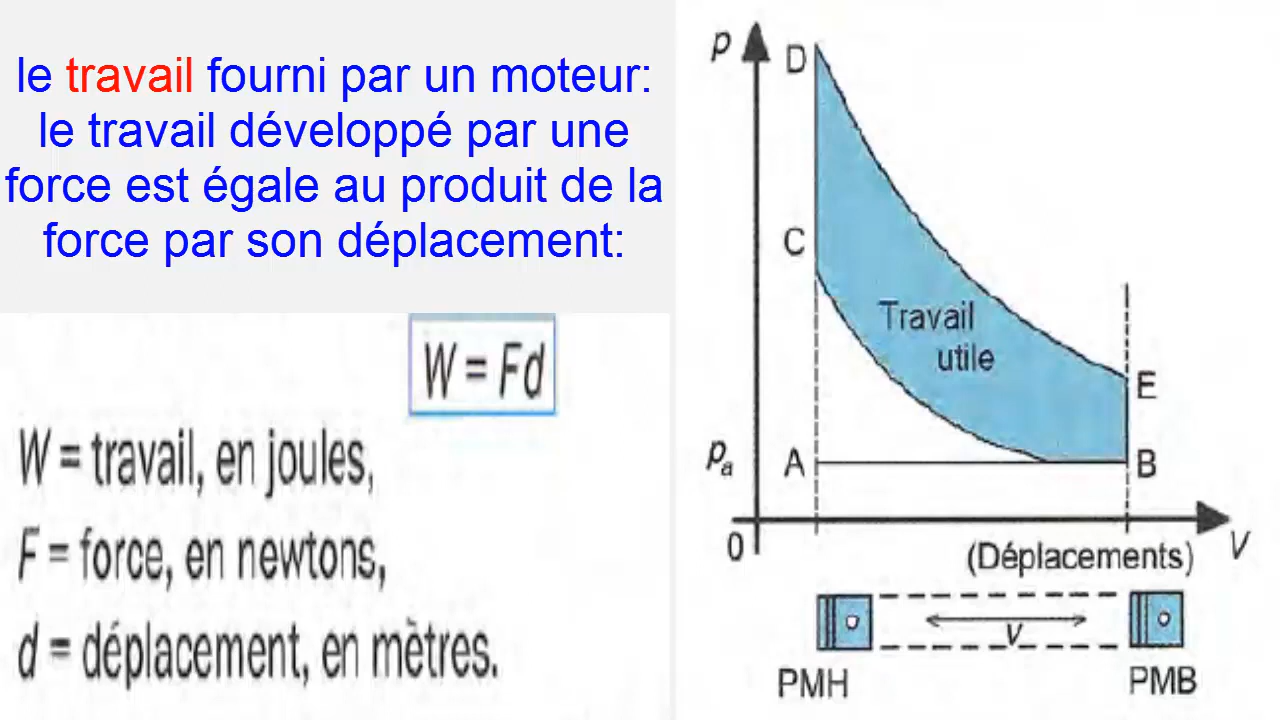 le travail fourni par un moteur:
le travail développé par une
force est égale au produit de la
force par son déplacement:
W = Fd
W = travail, en joules,
F = force, en newtons,
d = déplacement, en mètres.
p
D
C
Travail
utile
E
pa
A
B
0
V
(Déplacements)
v
PMH
PMB